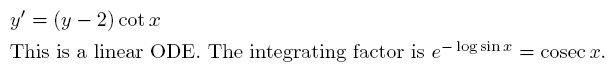 y′ = (y − 2) cot x
This is a linear ODE. The integrating factor is e^{− log sin x} = cosec x.